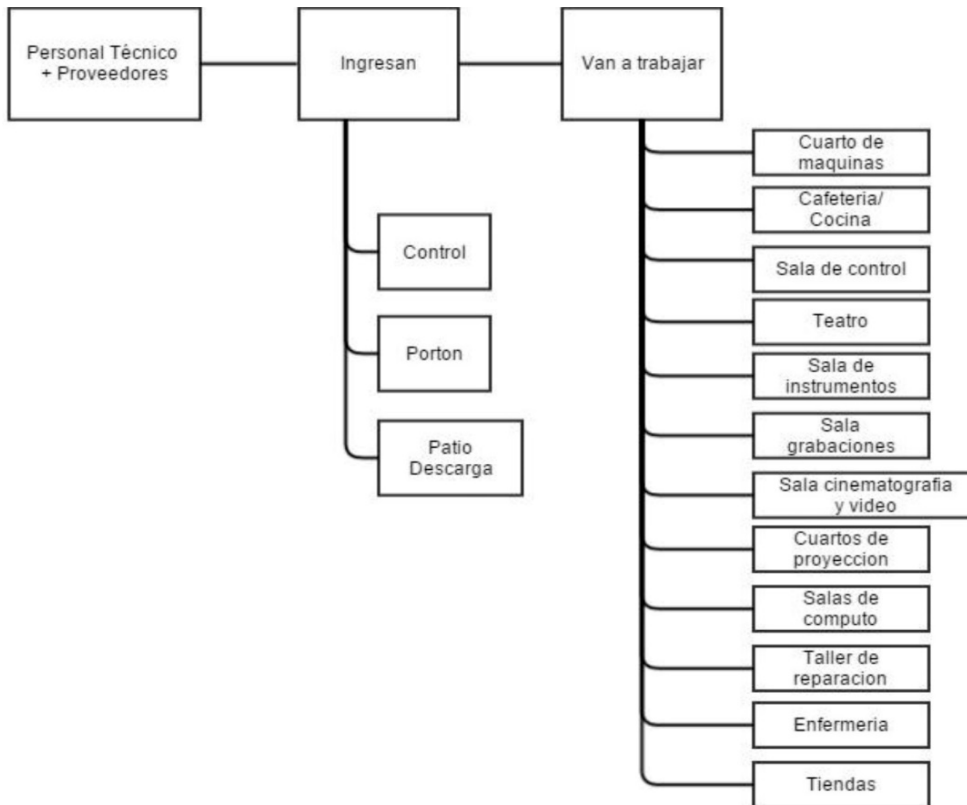 Personal Técnico
+ Proveedores
Ingresan
Van a trabajar
Control
Porton
Patio
Descarga
Cuarto de
maquinas
Cafeteria/
Cocina
Sala de control
Teatro
Sala de
instrumentos
Sala
grabaciones
Sala cinematografia
y video
Cuartos de
proyeccion
Salas de
computo
Taller de
reparacion
Enfermeria
Tiendas